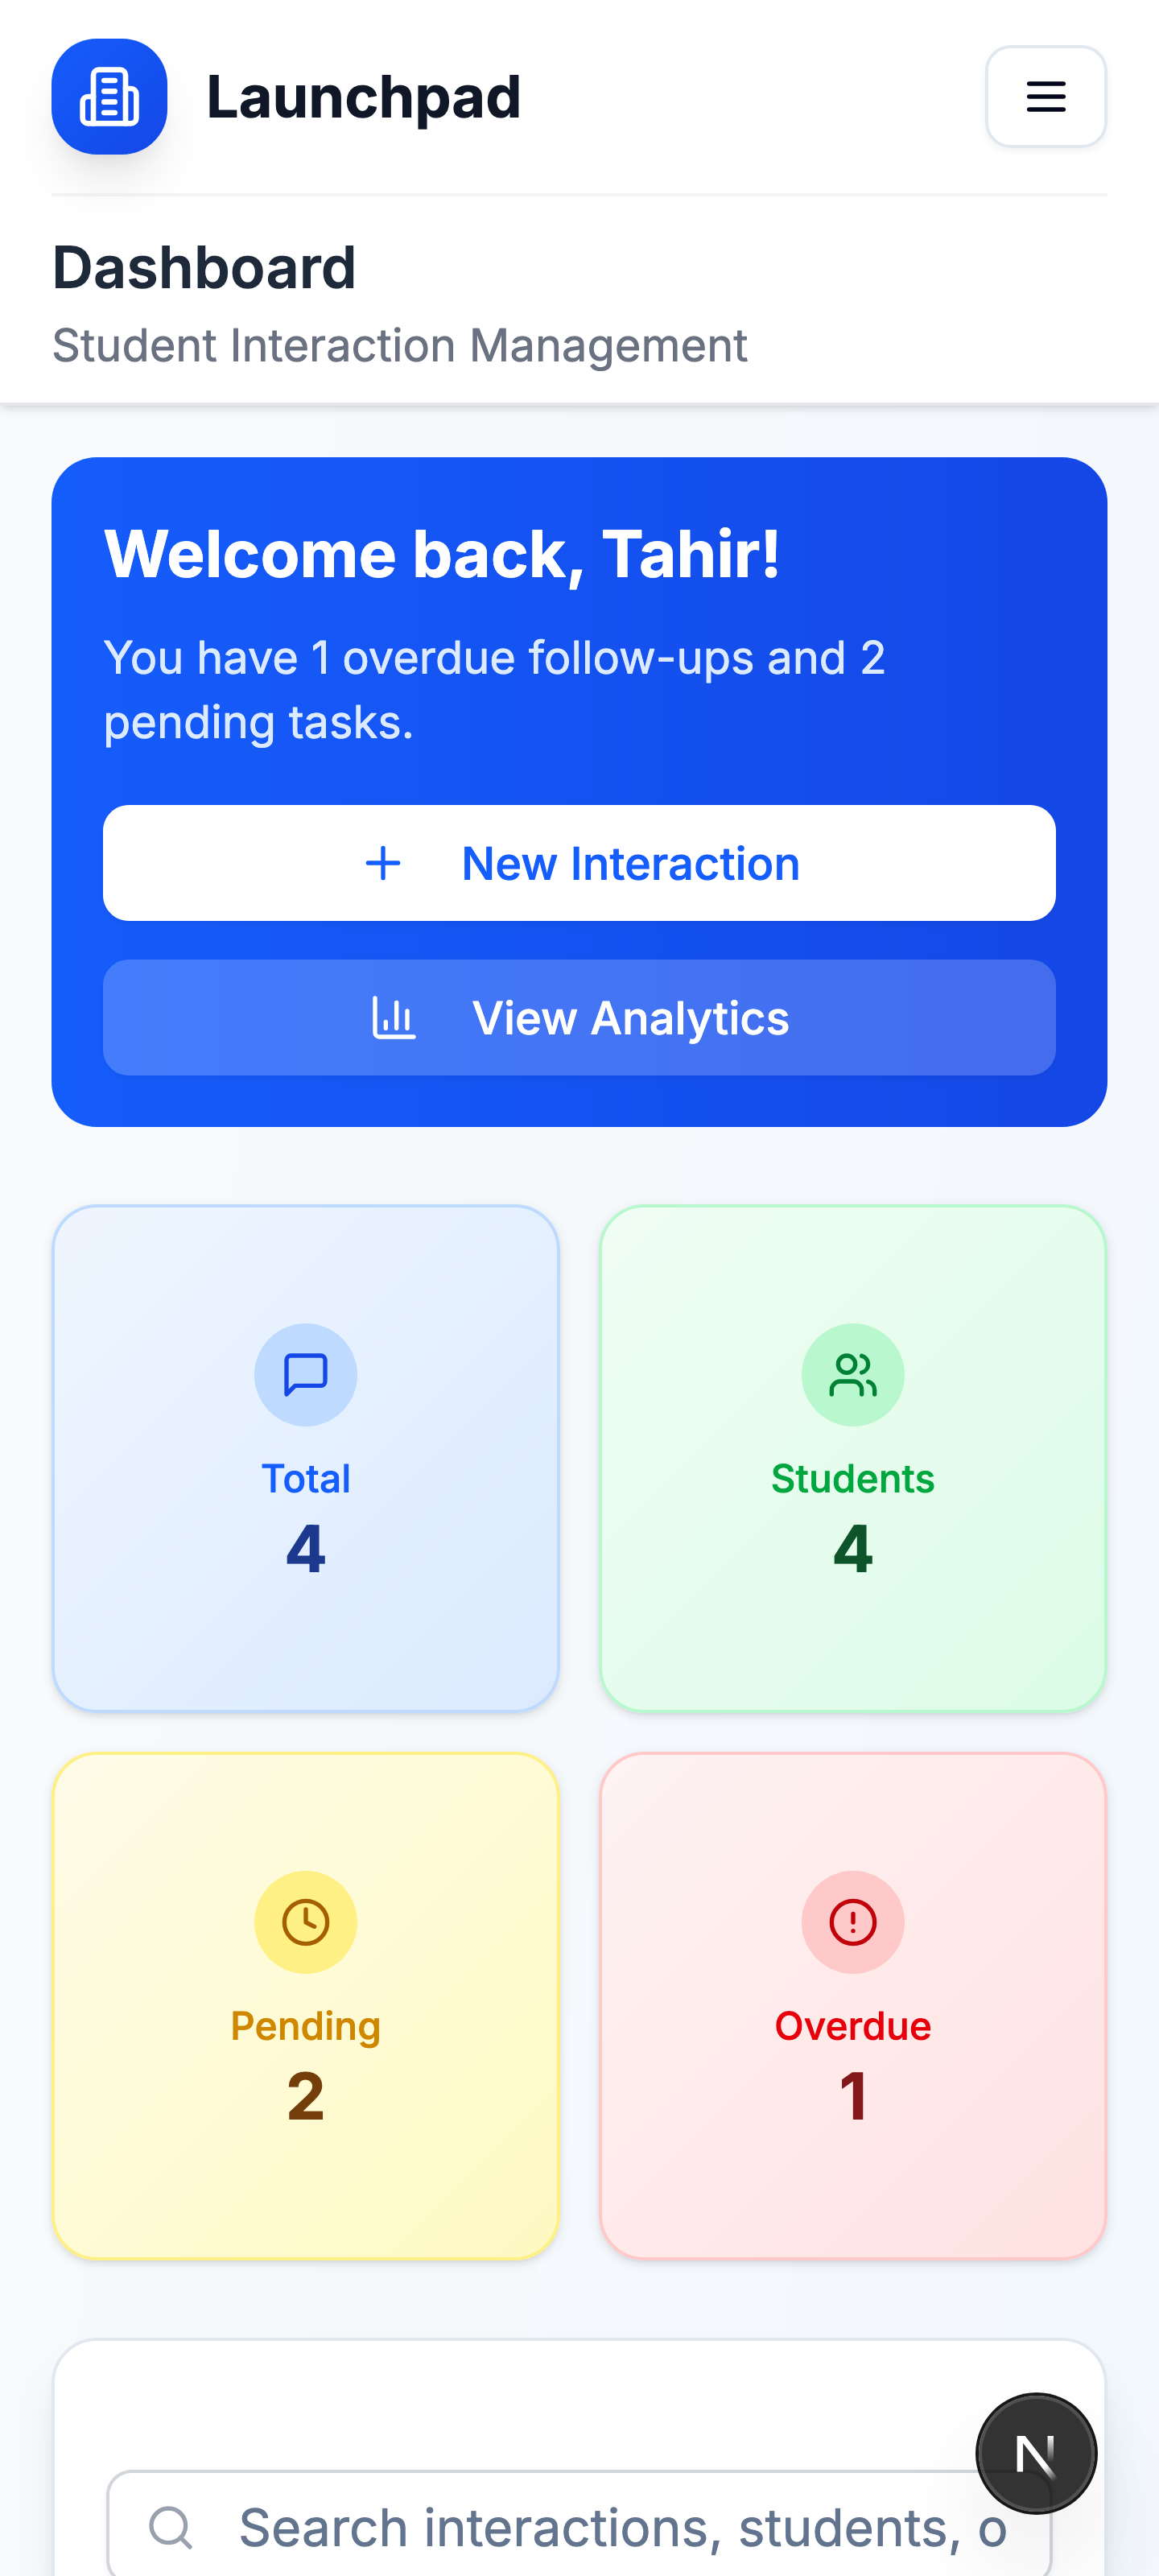 Launchpad
Dashboard
Student Interaction Management
Welcome back, Tahir!
You have 1 overdue follow-ups and 2
pending tasks.
New Interaction
View Analytics
Total
4
Students
4
Pending
2
Overdue
1
N
Search interactions, students, o